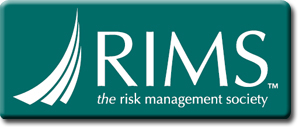 RIMS™
the risk management society